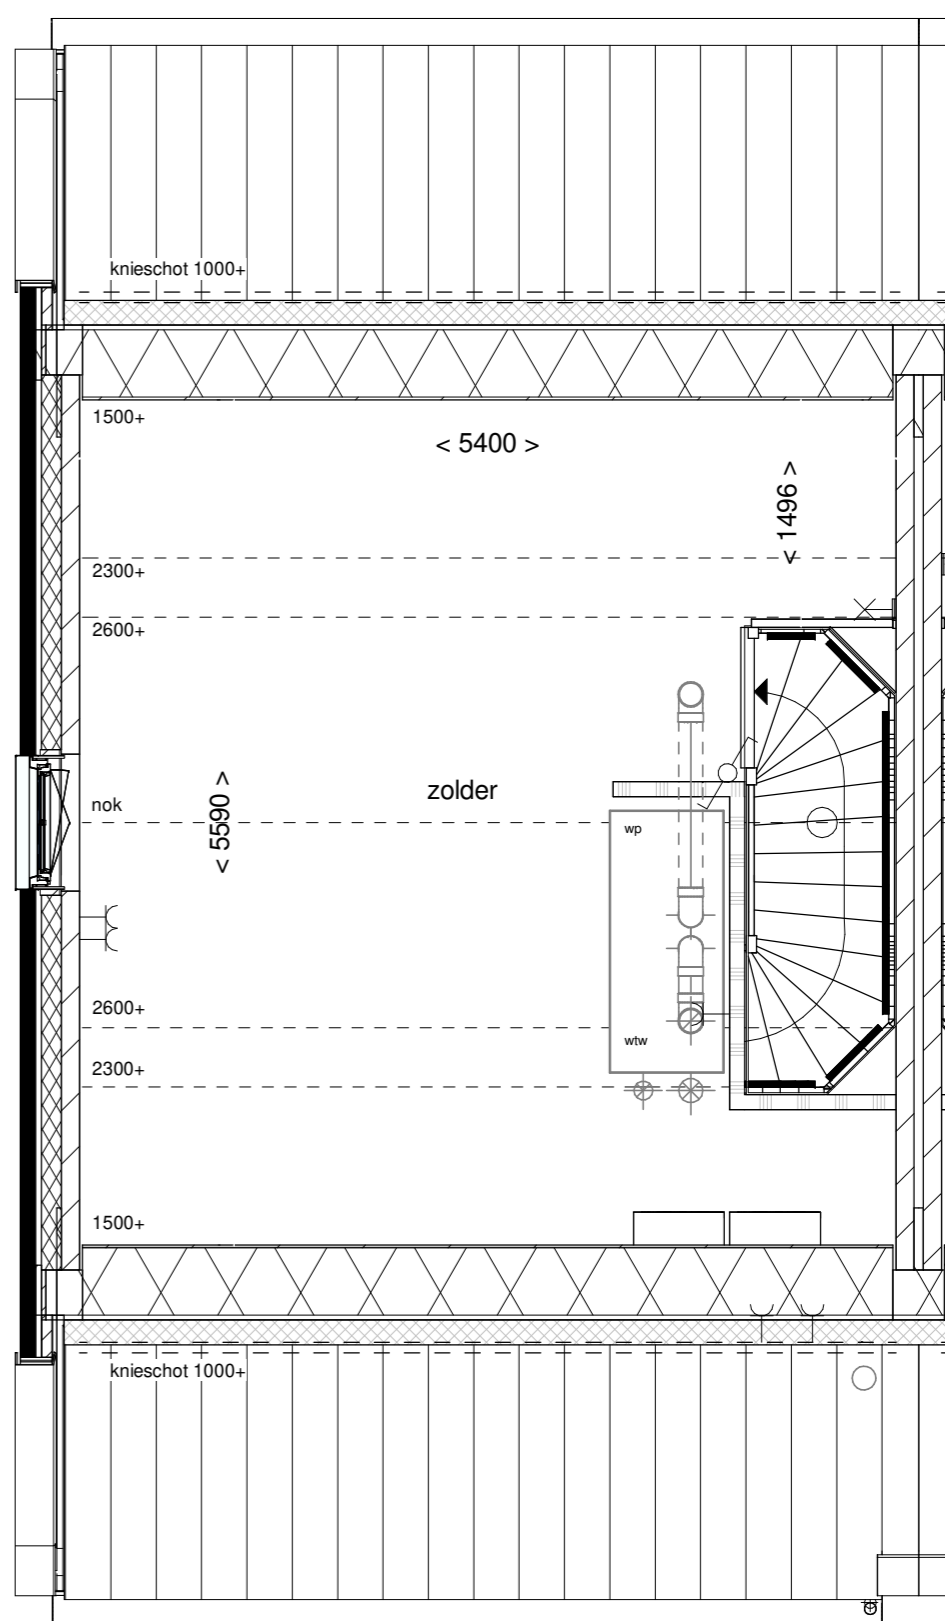 knieschot 1000+
1500+
< 5400 >
< 1496 >
2300+
2600+
zolder
nok
< 5590 >
wp
2600+
wtw
2300+
1500+
knieschot 1000+